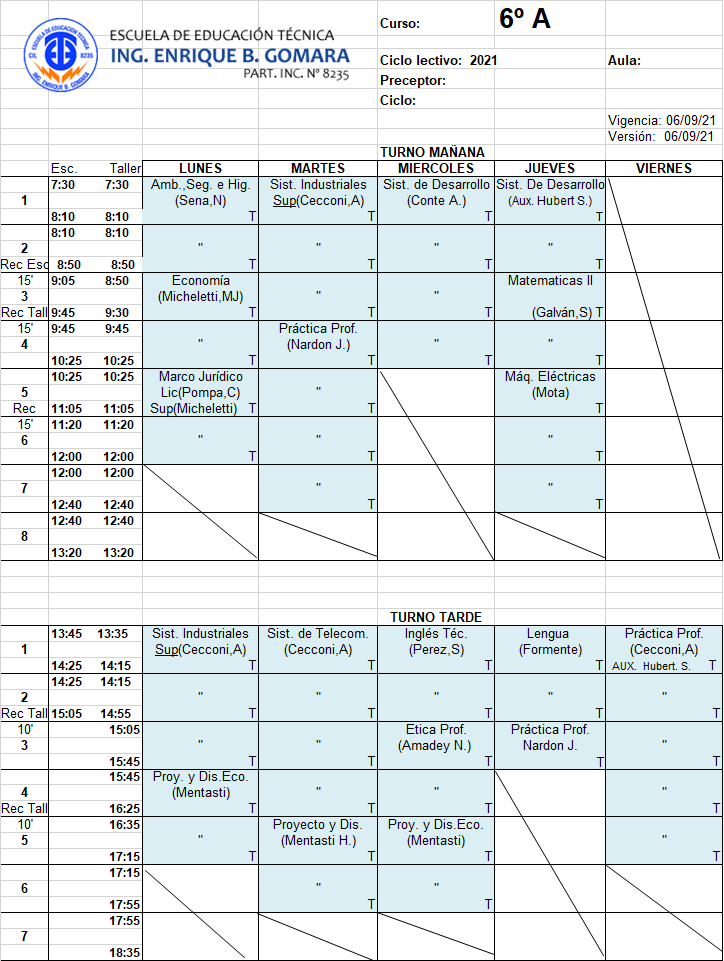 ESCUELA DE EDUCACIÓN TÉCNICA
ING. ENRIQUE B. GOMARA
PART. INC. Nº 8235
ESCUELA DE EDUCACIÓN TÉCNICA
8235
ING. ENRIQUE B. GOMARA
Curso: 6º A
Ciclo lectivo: 2021 Aula:
Preceptor:
Ciclo:
Vigencia: 06/09/21
Versión: 06/09/21
TURNO MAÑANA
Esc. Taller LUNES MARTES MIERCOLES JUEVES VIERNES
7:30 7:30 Amb.,Seg. e Hig. Sist. Industriales Sist. de Desarrollo Sist. De Desarrollo
1 (Sena,N) Sup(Cecconi,A) (Conte A.) (Aux. Hubert S.)
8:10 8:10 T T T T
8:10 8:10
2 " " " "
Rec Esc 8:50 8:50 T T T T
15' 9:05 8:50 Economía Matematicas II
3 (Micheletti,MJ) " "
Rec Tall 9:45 9:30 T T T (Galván,S) T
15' 9:45 9:45 Práctica Prof.
4 " (Nardon J.) " "
10:25 10:25 T T T T
10:25 10:25 Marco Jurídico Máq. Eléctricas
5 Lic(Pompa,C) " (Mota)
Rec 11:05 11:05 Sup(Micheletti) T T T
15' 11:20 11:20
6 " " "
12:00 12:00 T T T
12:00 12:00
7 " "
12:40 12:40 T T
12:40 12:40
8
13:20 13:20
TURNO TARDE
13:45 13:35 Sist. Industriales Sist. de Telecom. Inglés Téc. Lengua Práctica Prof.
1 Sup(Cecconi,A) (Cecconi,A) (Perez,S) (Formente) (Cecconi,A)
14:25 14:15 T T T T AUX. Hubert. S. T
14:25 14:15
2 " " " " "
Rec Tall 15:05 14:55 T T T T T
10' 15:05 Etica Prof. Práctica Prof.
3 " " (Amadey N.) Nardon J. "
15:45 T T T T T
15:45 Proy. y Dis.Eco.
4 (Mentasti) " " "
Rec Tall 16:25 T T T T
10' 16:35 Proyecto y Dis. Proy. y Dis.Eco.
5 " (Mentasti H.) (Mentasti) "
17:15 T T T T
17:15
6 " "
17:55 T T
17:55
7
18:35